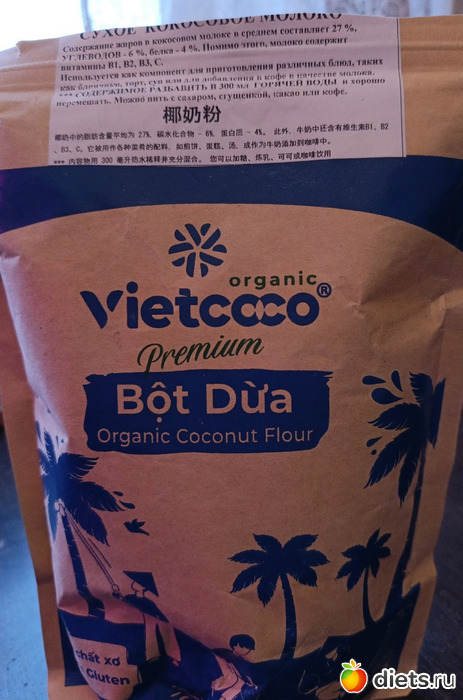 СУХОЕ КОКОСОВОЕ МОЛОКО
Содержание жиров в кокосовом молоке в среднем составляет 27 %,
УГЛЕВОДОВ - 6 %, белка - 4 %. Помимо этого, молоко содержит
витамины В1, В2, В3, С.
Используется как компонент для приготовления различных блюд, таких
как блинчики, торт, суп или для добавления в кофе в качестве молока.
*** СОДЕРЖИМОЕ РАЗБАВИТЬ В 300 мл ГОРЯЧЕЙ ВОДЫ и хорошо
перемешать. Можно пить с сахаром, сгущенкой, какао или кофе.
椰奶粉
椰奶中的脂肪含量平均为 27%, 碳水化合物 - 6%, 蛋白质 - 4%。 此外, 牛奶中还含有维生素B1、B2
、B3、C。它被用作各种菜肴的配料, 如煎饼、蛋糕、汤, 或作为牛奶添加到咖啡中。
*** 内容物用 300 毫升热水稀释并充分混合。 您可以加糖、炼乳、可可或咖啡饮用
organic
Vietcoco®
Premium
Bột Dừa
Organic Coconut Flour
chất xơ
Gluten
diets.ru